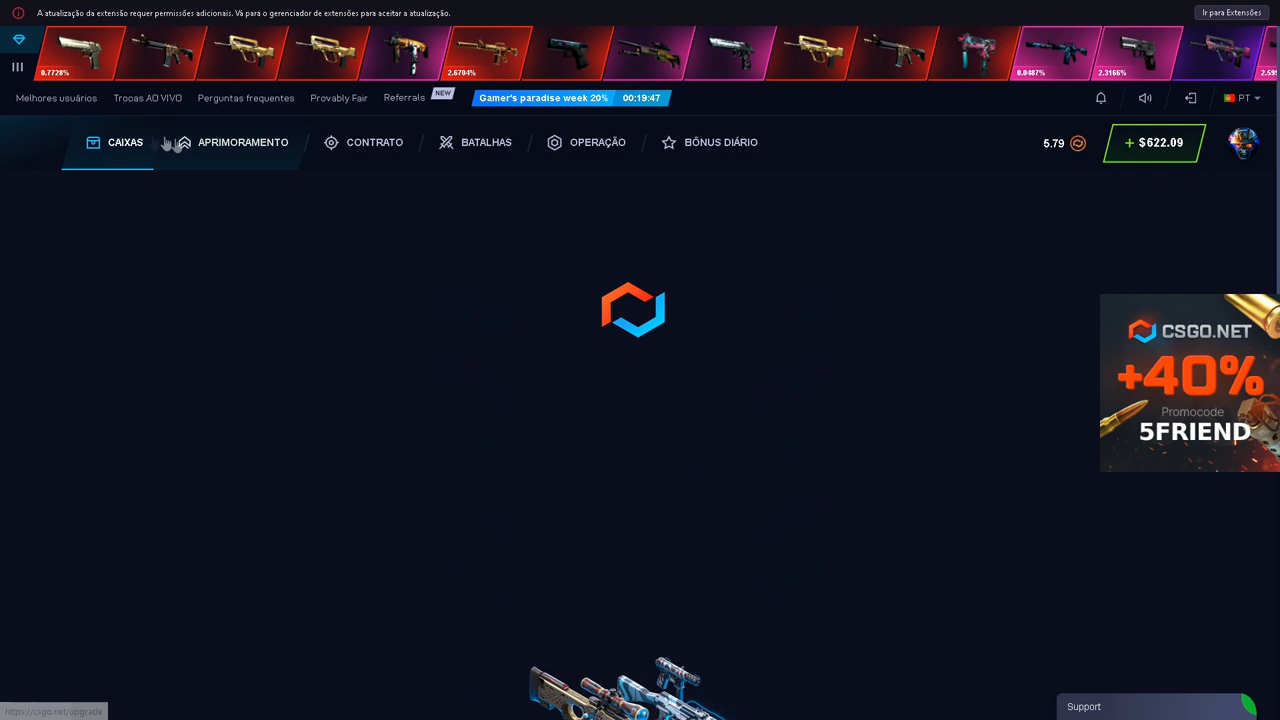 A atualização da extensão requer permissões adicionais. Vá para o gerenciador de extensões para aceitar a atualização.
Ir para Extensões
0.7728%
2.6704%
0.0487%
2.3166%
Melhores usuários
Trocas AO VIVO
Perguntas frequentes
Provably Fair
Referrals
NEW
Gamer's paradise week 20%
00:19:47
PT
CAIXAS
APRIMORAMENTO
CONTRATO
BATALHAS
OPERAÇÃO
BÔNUS DIÁRIO
5.79
+ $622.09
CSGO.NET
+40%
Promocode
5FRIEND
Support
https://csgo.net/upgrade